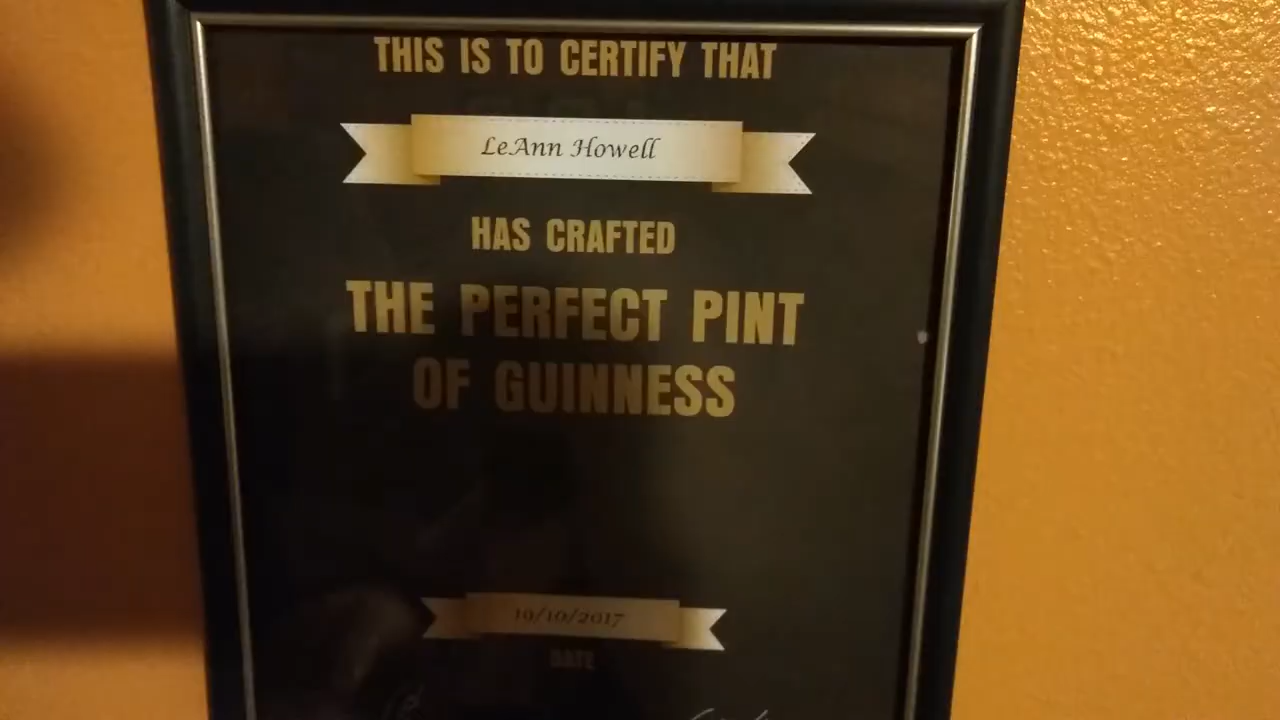 THIS IS TO CERTIFY THAT
LeAnn Howell
HAS CRAFTED
THE PERFECT PINT
OF GUINNESS
10/10/2017
DATE